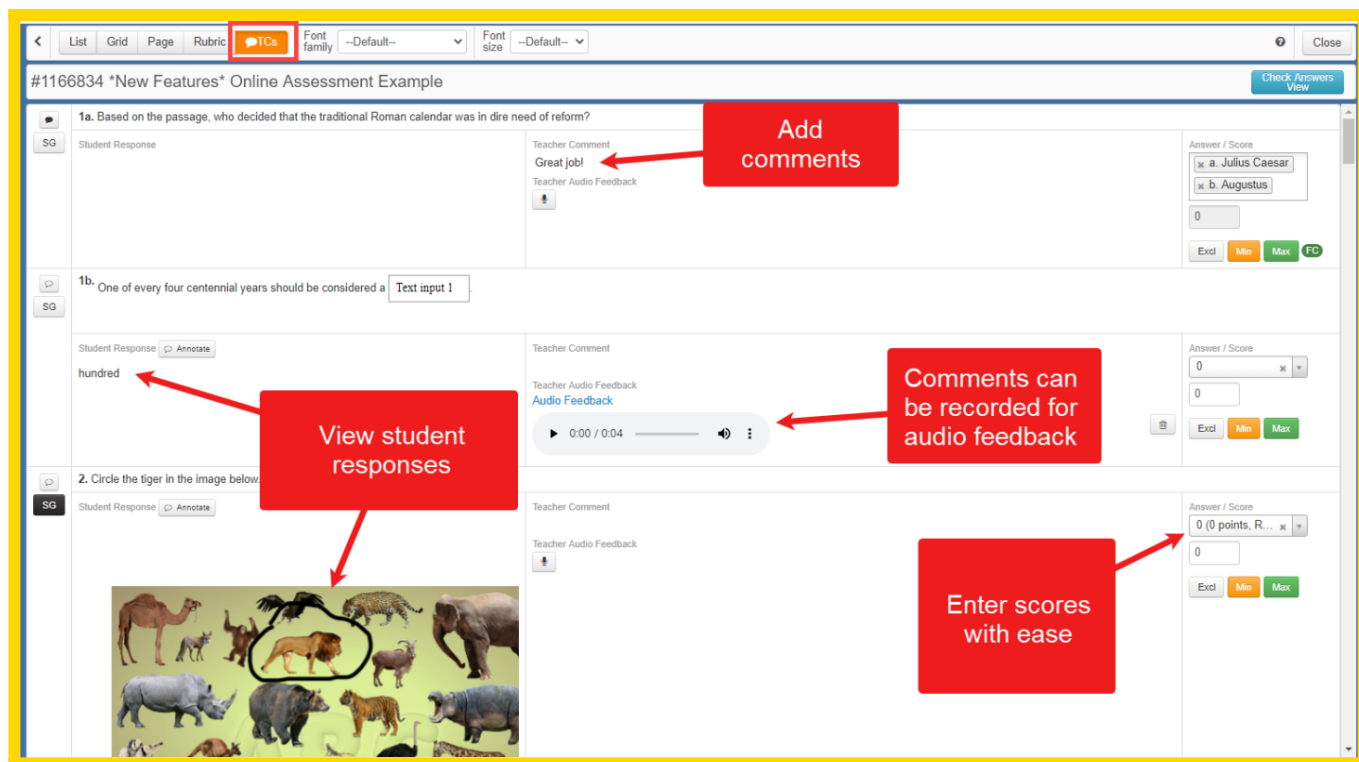 List Grid Page Rubric TCs Font family --Default-- Font size --Default-- Close
#1166834 *New Features* Online Assessment Example
Check Answers
View
1a. Based on the passage, who decided that the traditional Roman calendar was in dire need of reform?
SG
Student Response
Teacher Comment
Great job!
Teacher Audio Feedback
Add
comments
Answer / Score
a. Julius Caesar
b. Augustus
0
Excl Min Max FC
1b. One of every four centennial years should be considered a Text input 1 .
SG
Student Response Annotate
hundred
Teacher Comment
Teacher Audio Feedback
Audio Feedback
0:00 / 0:04
Comments can
be recorded for
audio feedback
Answer / Score
0
0
Excl Min Max
View student
responses
2. Circle the tiger in the image below.
SG
Student Response Annotate
Teacher Comment
Teacher Audio Feedback
Answer / Score
0 (0 points, R...
0
Excl Min Max
Enter scores
with ease